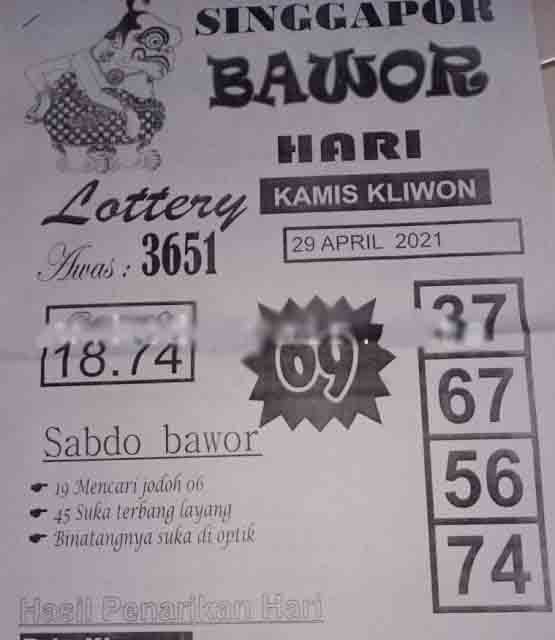 SINGGAPOR
BAWOR
HARI
Lottery
KAMIS KLIWON
Awas : 3651
29 APRIL 2021
18.74
69
37
67
56
74
Sabdo bawor
19 Mencari jodoh 06
45 Suka terbang layang
Binatangnya suka di optik
Hasil Penarikan Hari